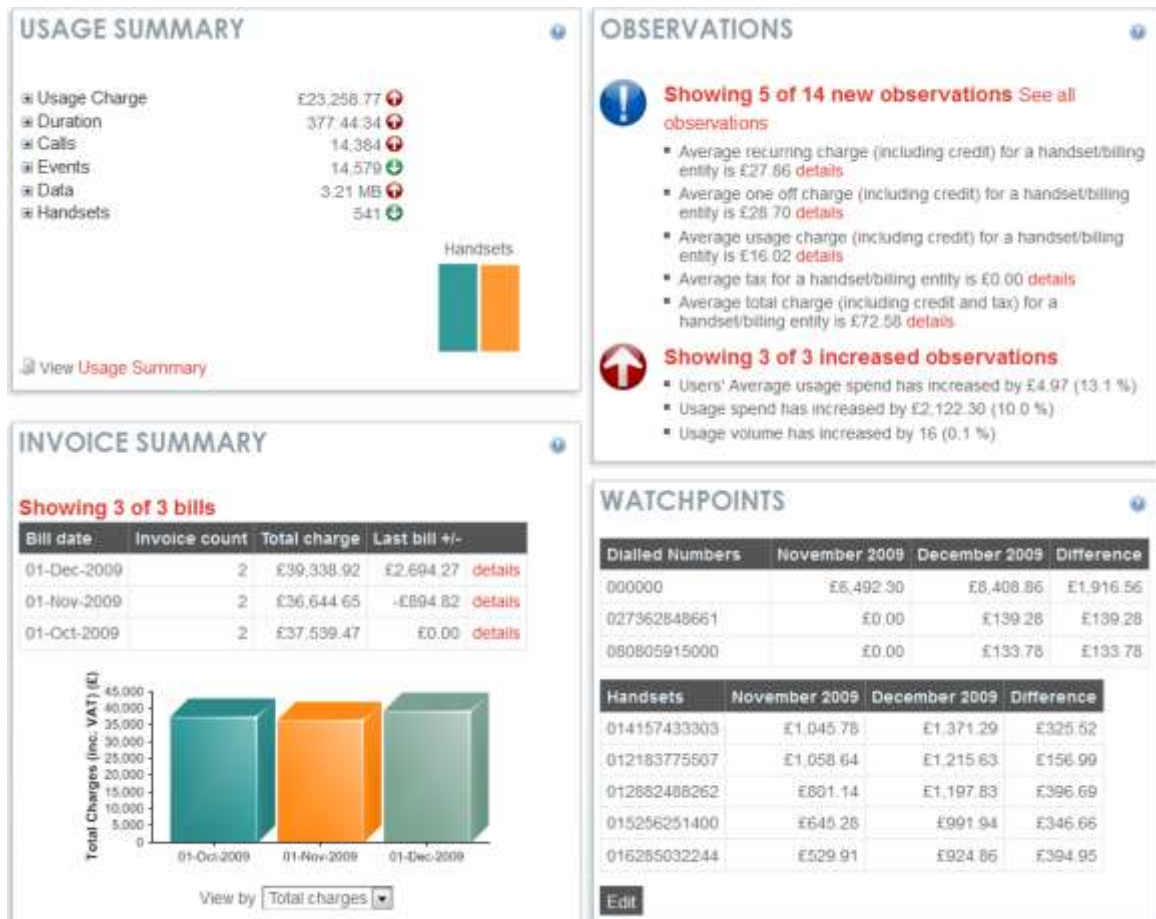 USAGE SUMMARY
Usage Charge £23,258.77
Duration 377:44:34
Calls 14,384
Events 14,579
Data 3.21 MB
Handsets 541
Handsets
View Usage Summary
INVOICE SUMMARY
Showing 3 of 3 bills
Bill date Invoice count Total charge Last bill +/-
01-Dec-2009 2 £39,338.92 £2,694.27 details
01-Nov-2009 2 £36,644.65 -£894.82 details
01-Oct-2009 2 £37,539.47 £0.00 details
Total Charges (inc. VAT) (£)
45,000
40,000
35,000
30,000
25,000
20,000
15,000
10,000
5,000
0
01-Oct-2009 01-Nov-2009 01-Dec-2009
View by Total charges
OBSERVATIONS
Showing 5 of 14 new observations See all
observations
Average recurring charge (including credit) for a handset/billing
entity is £27.86 details
Average one off charge (including credit) for a handset/billing
entity is £28.70 details
Average usage charge (including credit) for a handset/billing
entity is £16.02 details
Average tax for a handset/billing entity is £0.00 details
Average total charge (including credit and tax) for a
handset/billing entity is £72.58 details
Showing 3 of 3 increased observations
Users' Average usage spend has increased by £4.97 (13.1 %)
Usage spend has increased by £2,122.30 (10.0 %)
Usage volume has increased by 16 (0.1 %)
WATCHPOINTS
Dialled Numbers November 2009 December 2009 Difference
000000 £6,492.30 £8,408.86 £1,916.56
027362848661 £0.00 £139.28 £139.28
080805915000 £0.00 £133.78 £133.78
Handsets November 2009 December 2009 Difference
014157433303 £1,045.78 £1,371.29 £325.52
012183775507 £1,058.64 £1,215.63 £156.99
012882488262 £801.14 £1,197.83 £396.69
015256251400 £645.28 £991.94 £346.66
016285032244 £529.91 £924.86 £394.95
Edit